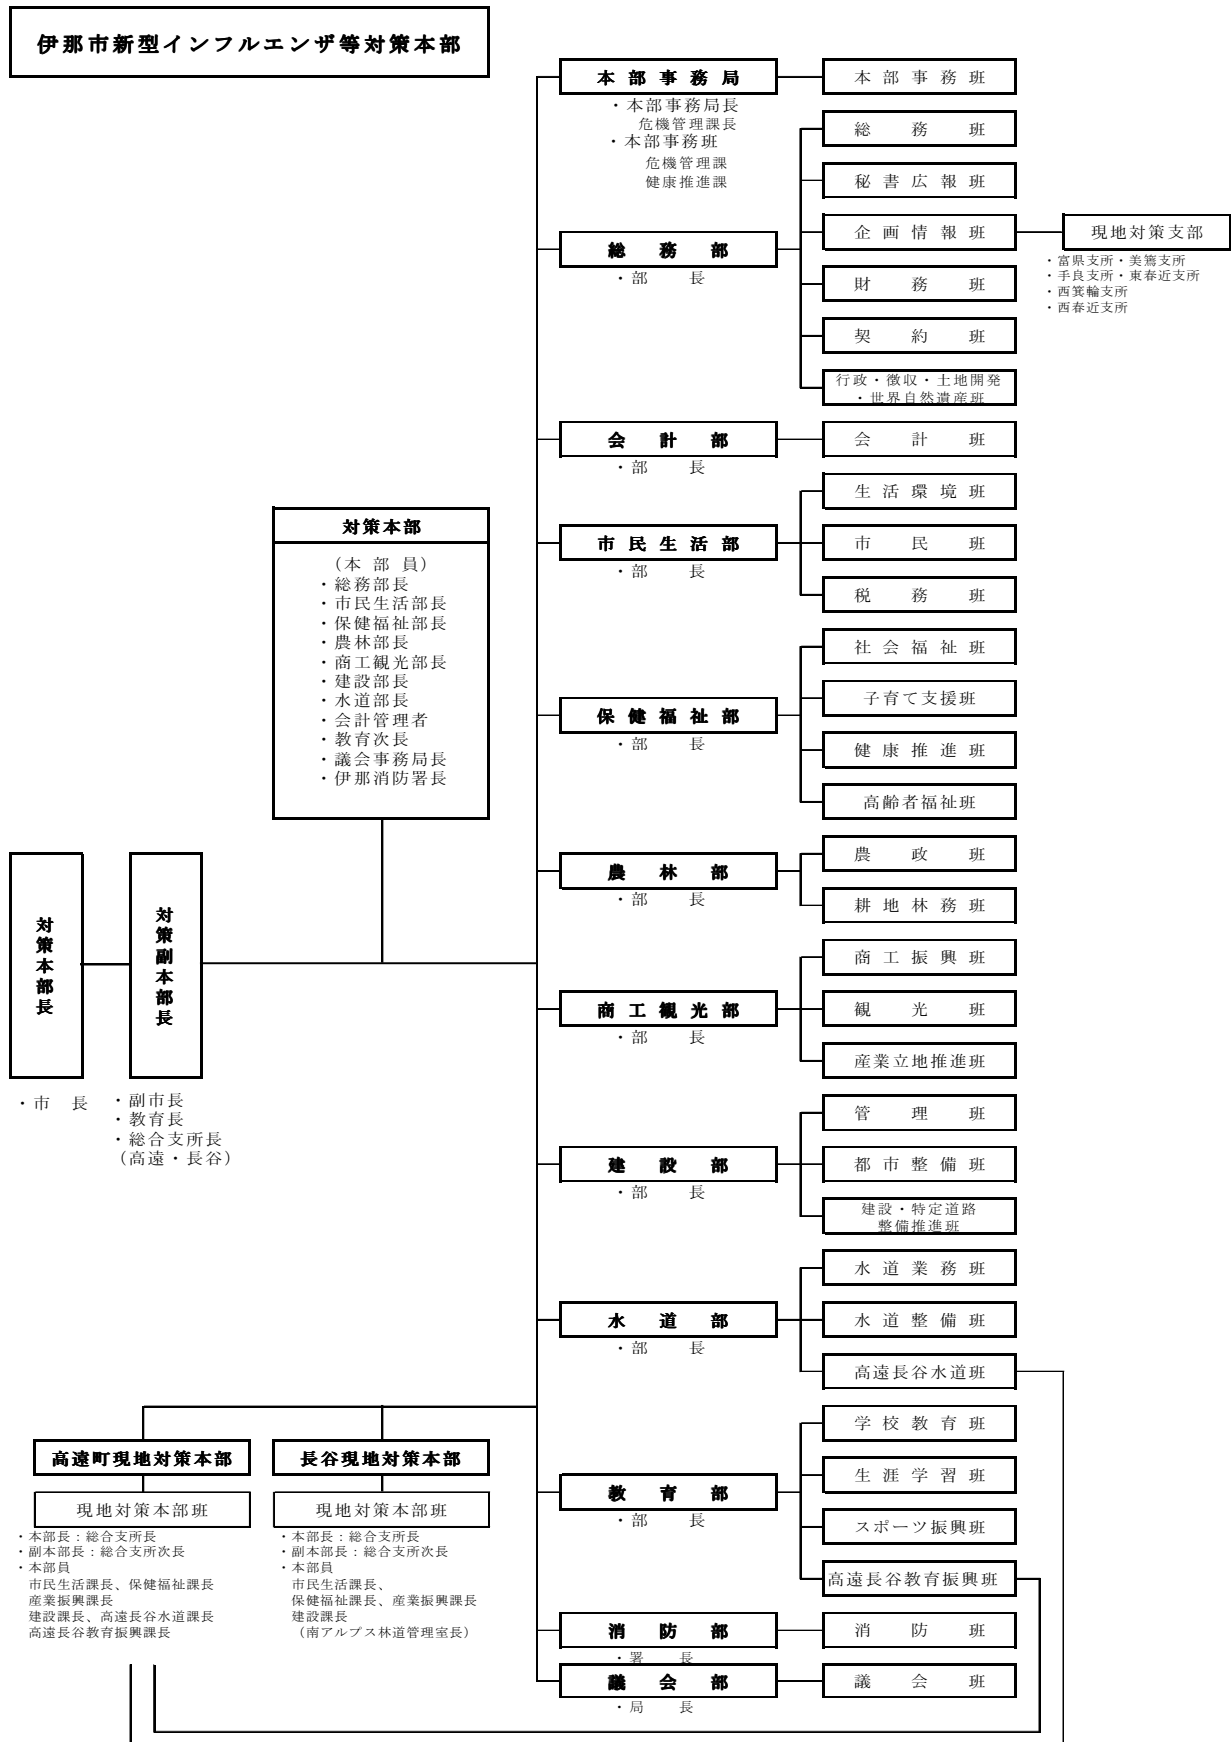 伊那市新型インフルエンザ等対策本部
本部事務局
・本部事務局長
危機管理課長
・本部事務班
危機管理課
健康推進課
本部事務班
総務部
・部長
総務班
秘書広報班
企画情報班
現地対策支部
・富県支所・美篶支所
・手良支所・東春近支所
・西箕輪支所
・西春近支所
財務班
契約班
行政・徴収・土地開発
・世界自然遺産班
会計部
・部長
会計班
市民生活部
・部長
生活環境班
市民班
税務班
対策本部
（本部員）
・総務部長
・市民生活部長
・保健福祉部長
・農林部長
・商工観光部長
・建設部長
・水道部長
・会計管理者
・教育次長
・議会事務局長
・伊那消防署長
保健福祉部
・部長
社会福祉班
子育て支援班
健康推進班
高齢者福祉班
対策本部長
・市長
対策副本部長
・副市長
・教育長
・総合支所長
（高遠・長谷）
農林部
・部長
農政班
耕地林務班
商工観光部
・部長
商工振興班
観光班
産業立地推進班
建設部
・部長
管理班
都市整備班
建設・特定道路
整備推進班
水道部
・部長
水道業務班
水道整備班
高遠長谷水道班
教育部
・部長
学校教育班
生涯学習班
スポーツ振興班
高遠長谷教育振興班
消防部
・署長
消防班
議会部
・局長
議会班
高遠町現地対策本部
現地対策本部班
・本部長：総合支所長
・副本部長：総合支所次長
・本部員
市民生活課長、保健福祉課長
産業振興課長
建設課長、高遠長谷水道課長
高遠長谷教育振興課長
長谷現地対策本部
現地対策本部班
・本部長：総合支所長
・副本部長：総合支所次長
・本部員
市民生活課長、
保健福祉課長、産業振興課長
建設課長
（南アルプス林道管理室長）